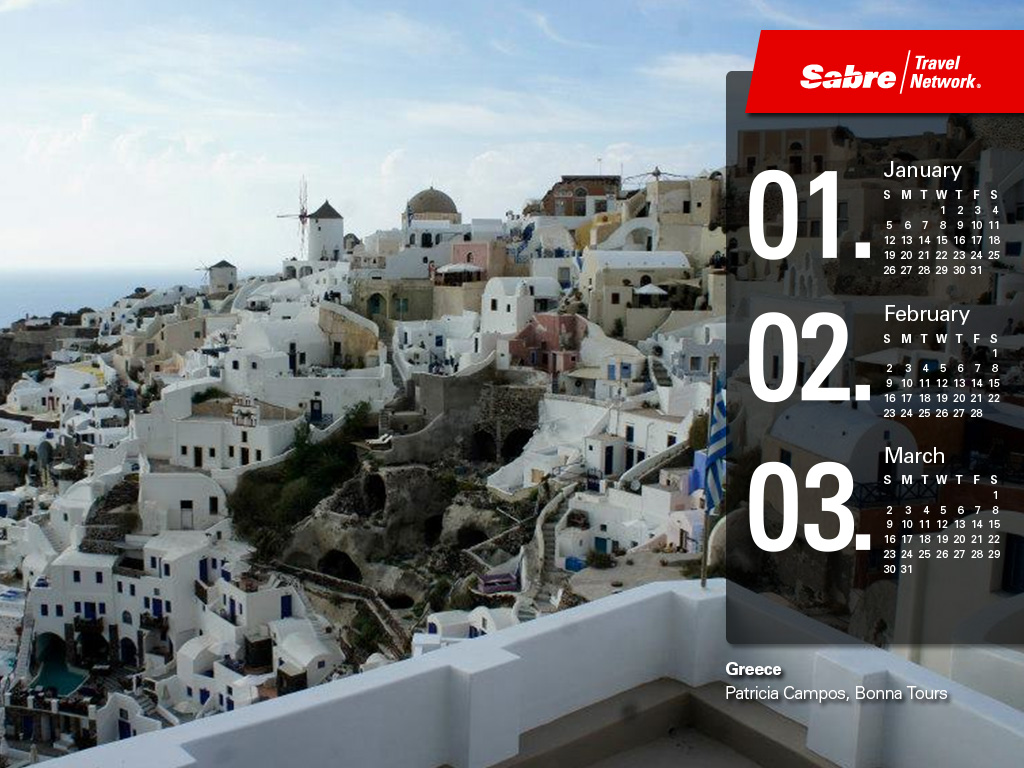 Sabre Travel Network®
01.
January
S M T W T F S
1 2 3 4
5 6 7 8 9 10 11
12 13 14 15 16 17 18
19 20 21 22 23 24 25
26 27 28 29 30 31
02.
February
S M T W T F S
1
2 3 4 5 6 7 8
9 10 11 12 13 14 15
16 17 18 19 20 21 22
23 24 25 26 27 28
03.
March
S M T W T F S
1
2 3 4 5 6 7 8
9 10 11 12 13 14 15
16 17 18 19 20 21 22
23 24 25 26 27 28 29
30 31
Greece
Patricia Campos, Bonna Tours